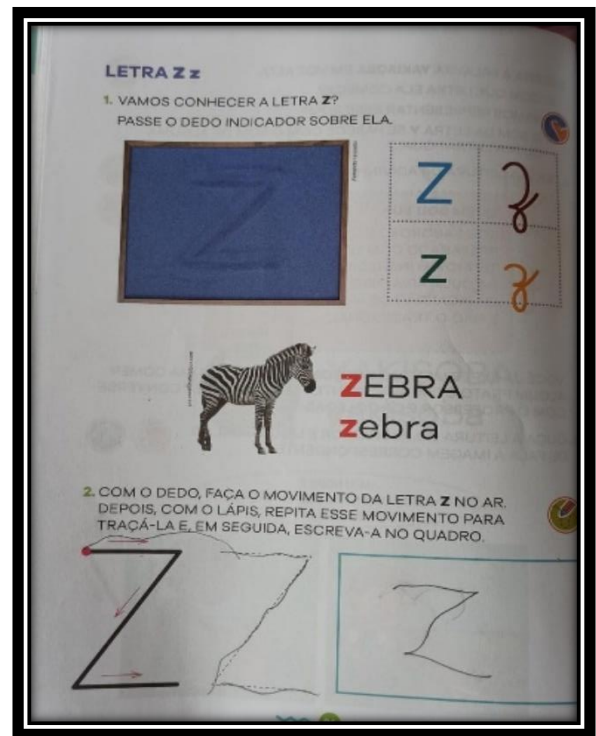 LETRA Z z
1. VAMOS CONHECER A LETRA Z?
PASSE O DEDO INDICADOR SOBRE ELA.
Z
Z Z
z z
ZEBRA
zebra
2. COM O DEDO, FAÇA O MOVIMENTO DA LETRA Z NO AR.
DEPOIS, COM O LÁPIS, REPITA ESSE MOVIMENTO PARA
TRAÇÁ-LA E, EM SEGUIDA, ESCREVA-A NO QUADRO.
Z Z Z